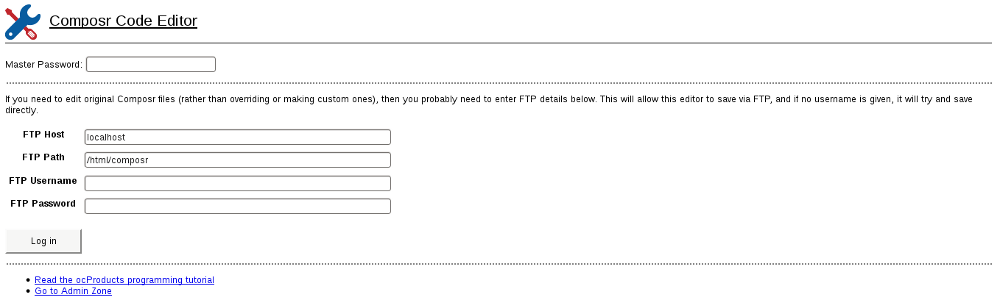 Composr Code Editor
Master Password:
If you need to edit original Composr files (rather than overriding or making custom ones), then you probably need to enter FTP details below. This will allow this editor to save via FTP, and if no username is given, it will try and save
directly.
FTP Host localhost
FTP Path /html/composr
FTP Username
FTP Password
Log in
Read the ocProducts programming tutorial
Go to Admin Zone